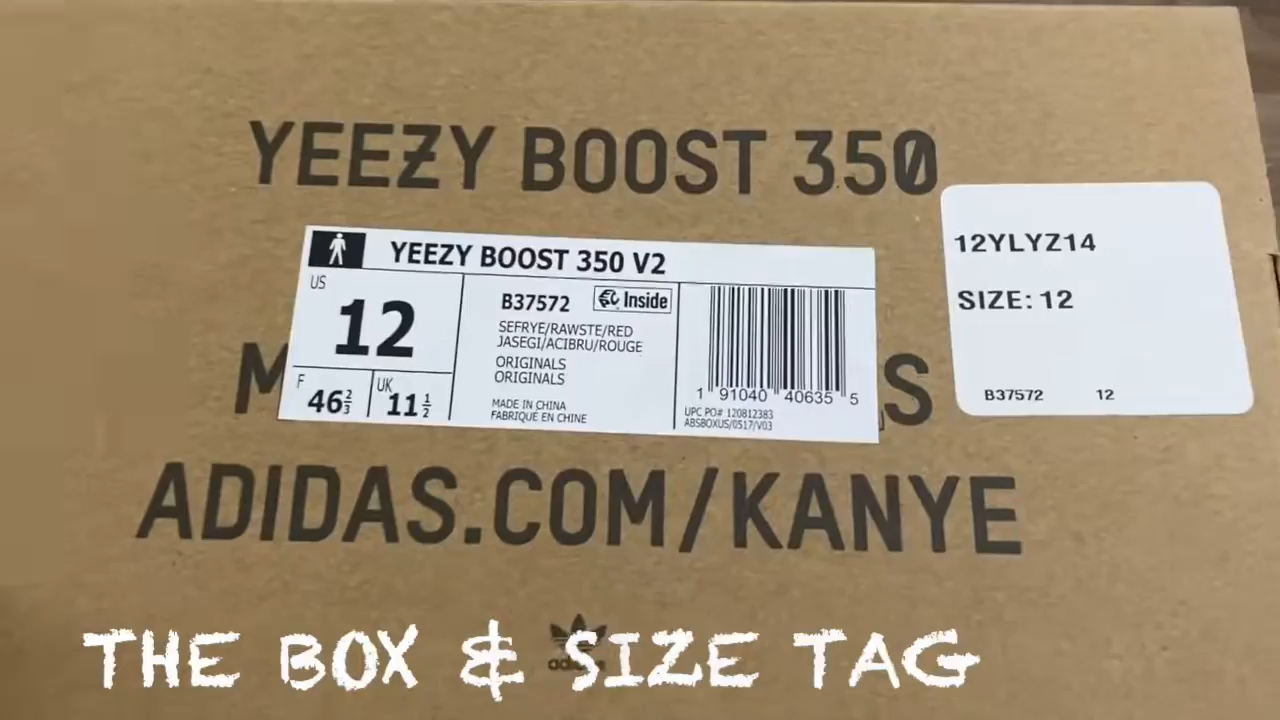 YEEZY BOOST 350
YEEZY BOOST 350 V2
US
12
F
46⅔
UK
11½
B37572
Inside
SEFRYE/RAWSTE/RED
JASEGI/ACIBRU/ROUGE
ORIGINALS
ORIGINALS
MADE IN CHINA
FABRIQUE EN CHINE
1 91040 40635 5
UPC PO# 120812383
ABSBOXUS/0517/V03
12YLYZ14
SIZE: 12
B37572 12
ADIDAS.COM/KANYE
THE BOX & SIZE TAG